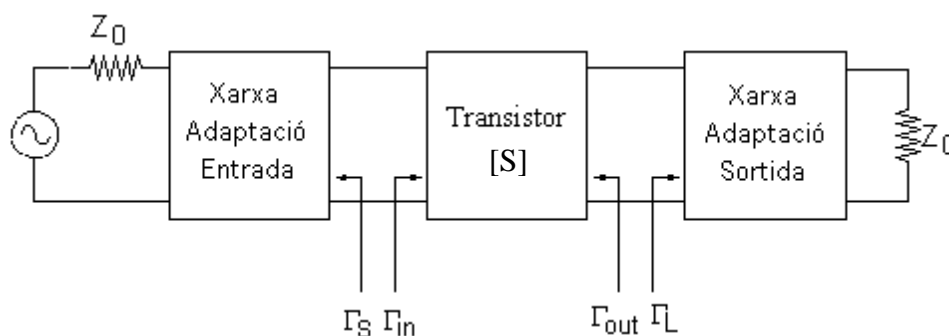 Z0
Xarxa
Adaptació
Entrada
Transistor
[S]
Xarxa
Adaptació
Sortida
Z0
ΓS Γin
Γout ΓL